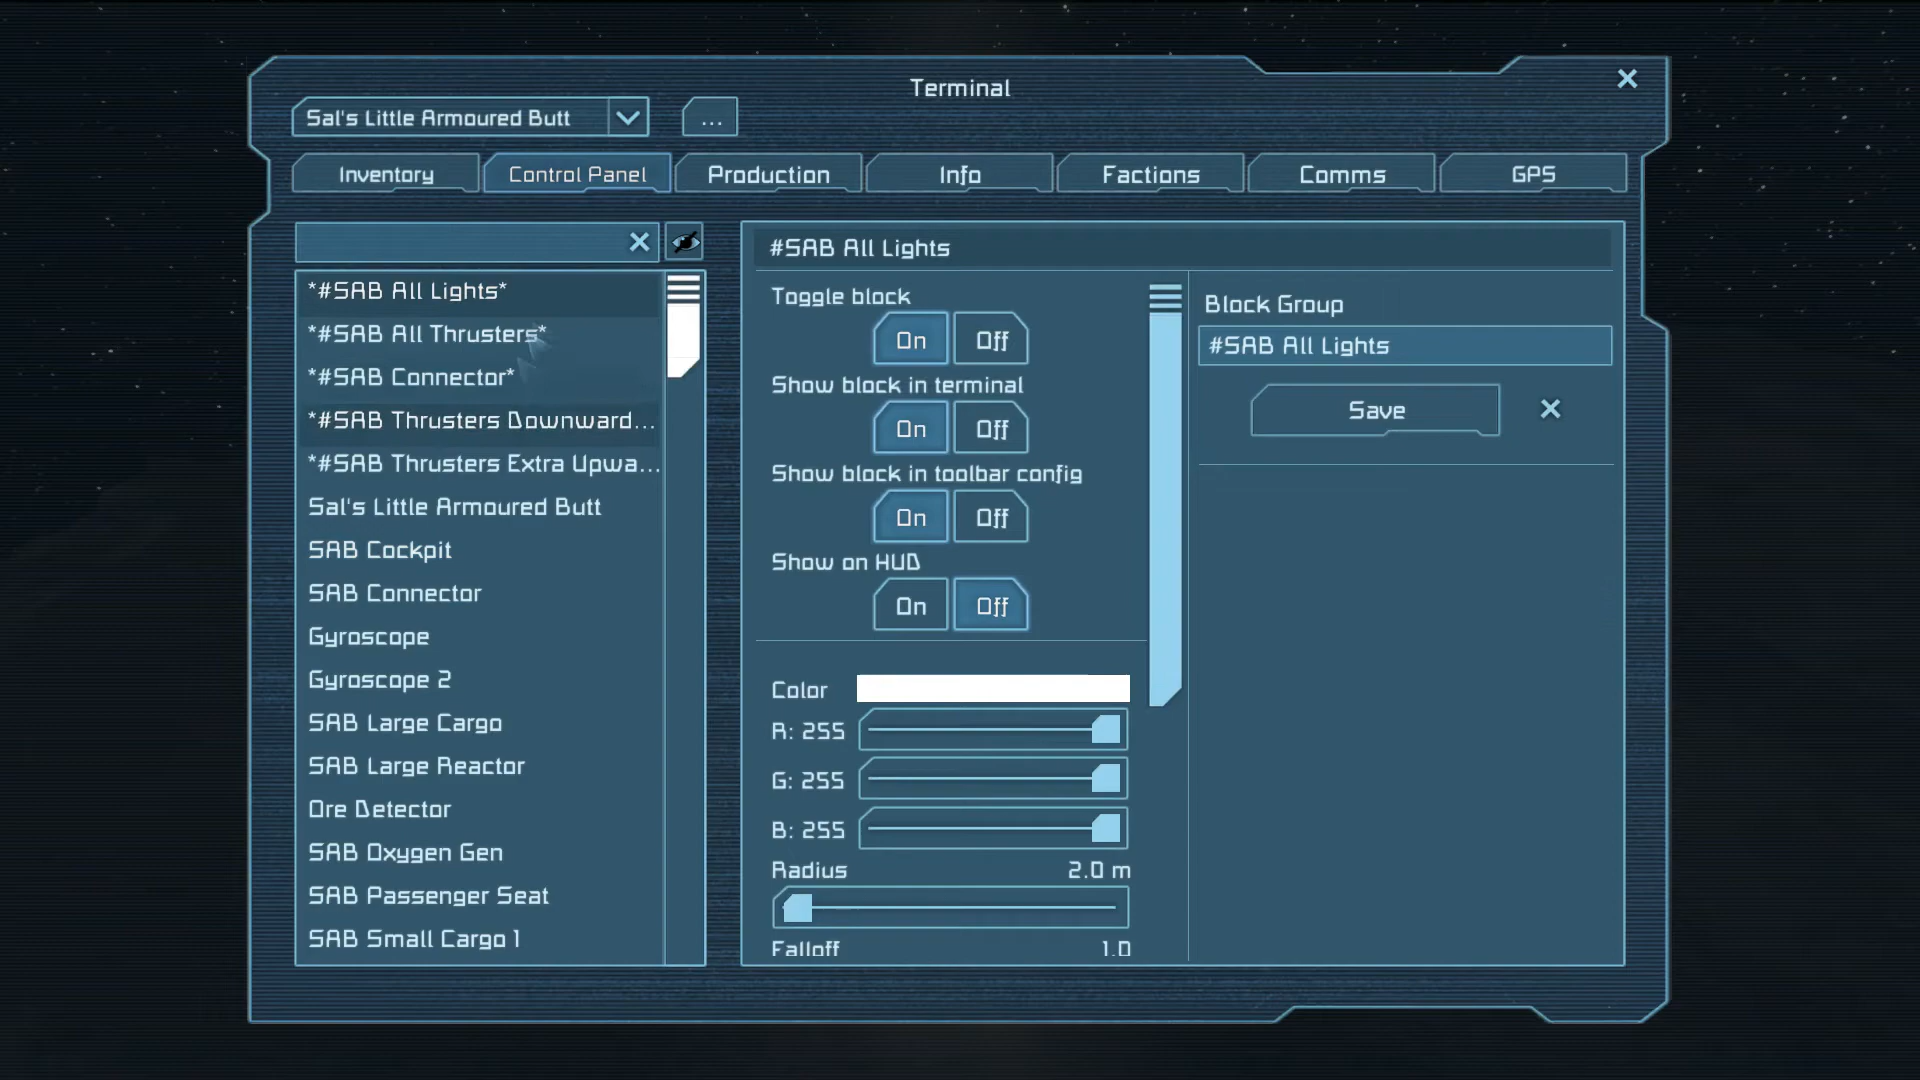 Terminal
Sal's Little Armoured Butt
...
Inventory
Control Panel
Production
Info
Factions
Comms
GPS
*#SAB All Lights*
*#SAB All Thrusters*
*#SAB Connector*
*#SAB Thrusters Downward...
*#SAB Thrusters Extra Upwa...
Sal's Little Armoured Butt
SAB Cockpit
SAB Connector
Gyroscope
Gyroscope 2
SAB Large Cargo
SAB Large Reactor
Ore Detector
SAB Oxygen Gen
SAB Passenger Seat
SAB Small Cargo 1
#SAB All Lights
Toggle block
On Off
Show block in terminal
On Off
Show block in toolbar config
On Off
Show on HUD
On Off
Color
R: 255
G: 255
B: 255
Radius 2.0 m
Falloff 1.0
Block Group
#SAB All Lights
Save